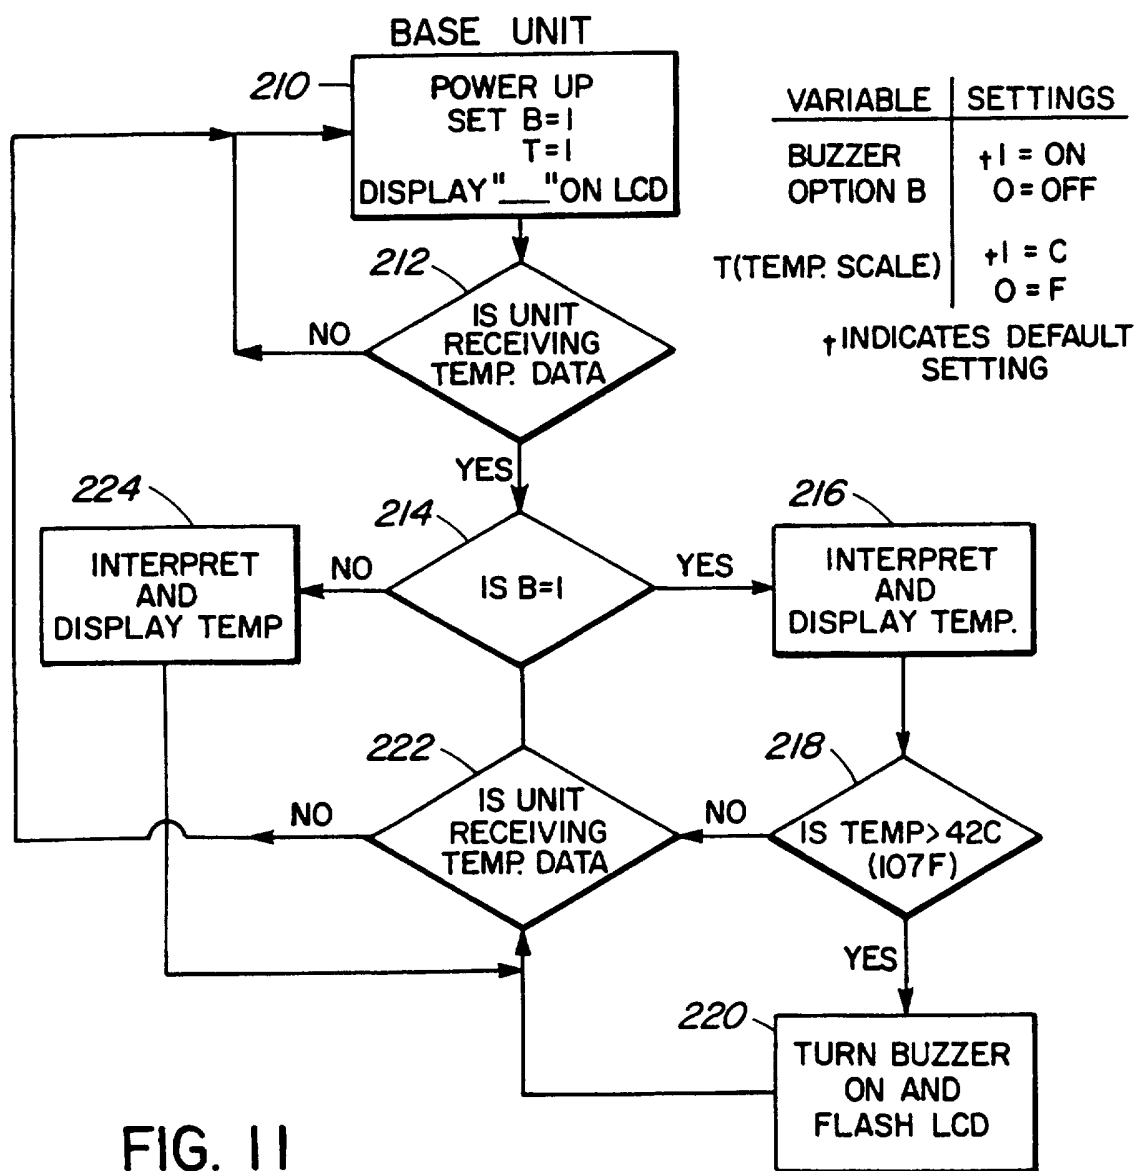 BASE UNIT
210
POWER UP
SET B=1
T=1
DISPLAY "___" ON LCD
VARIABLE SETTINGS
BUZZER OPTION B
†1 = ON
0 = OFF
T(TEMP. SCALE)
†1 = C
0 = F
†INDICATES DEFAULT
SETTING
212
IS UNIT
RECEIVING
TEMP. DATA
NO
YES
224
INTERPRET
AND
DISPLAY TEMP
214
NO
IS B=1
YES
216
INTERPRET
AND
DISPLAY TEMP.
222
NO
IS UNIT
RECEIVING
TEMP. DATA
NO
218
IS TEMP>42C
(107F)
YES
220
TURN BUZZER
ON AND
FLASH LCD
FIG. 11